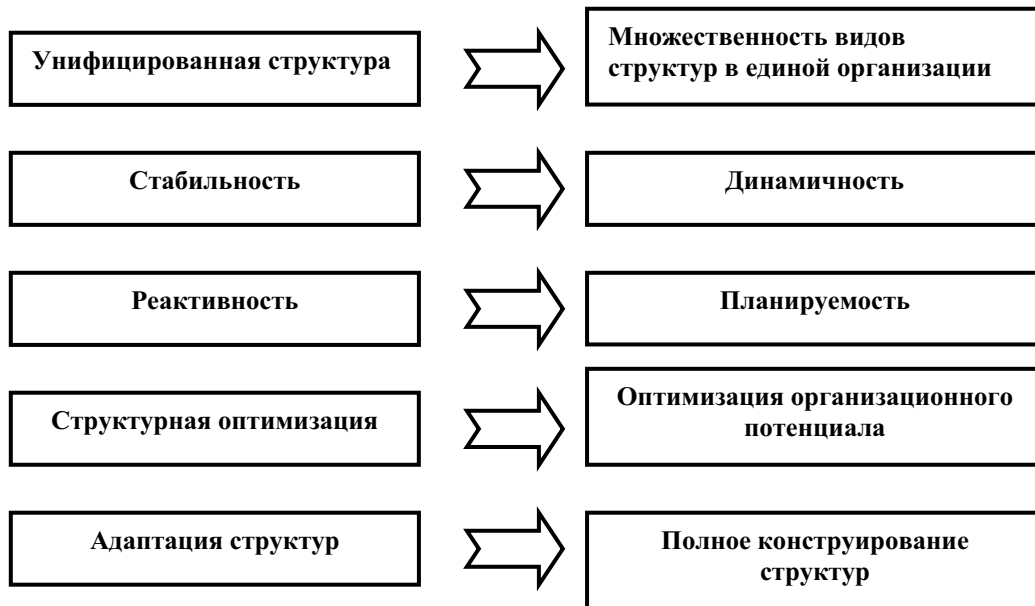 Унифицированная структура
Множественность видов
структур в единой организации
Стабильность
Динамичность
Реактивность
Планируемость
Структурная оптимизация
Оптимизация организационного
потенциала
Адаптация структур
Полное конструирование
структур